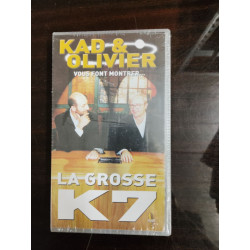 KAD &
OLIVIER
VOUS FONT MONTRER...
LA GROSSE
K7